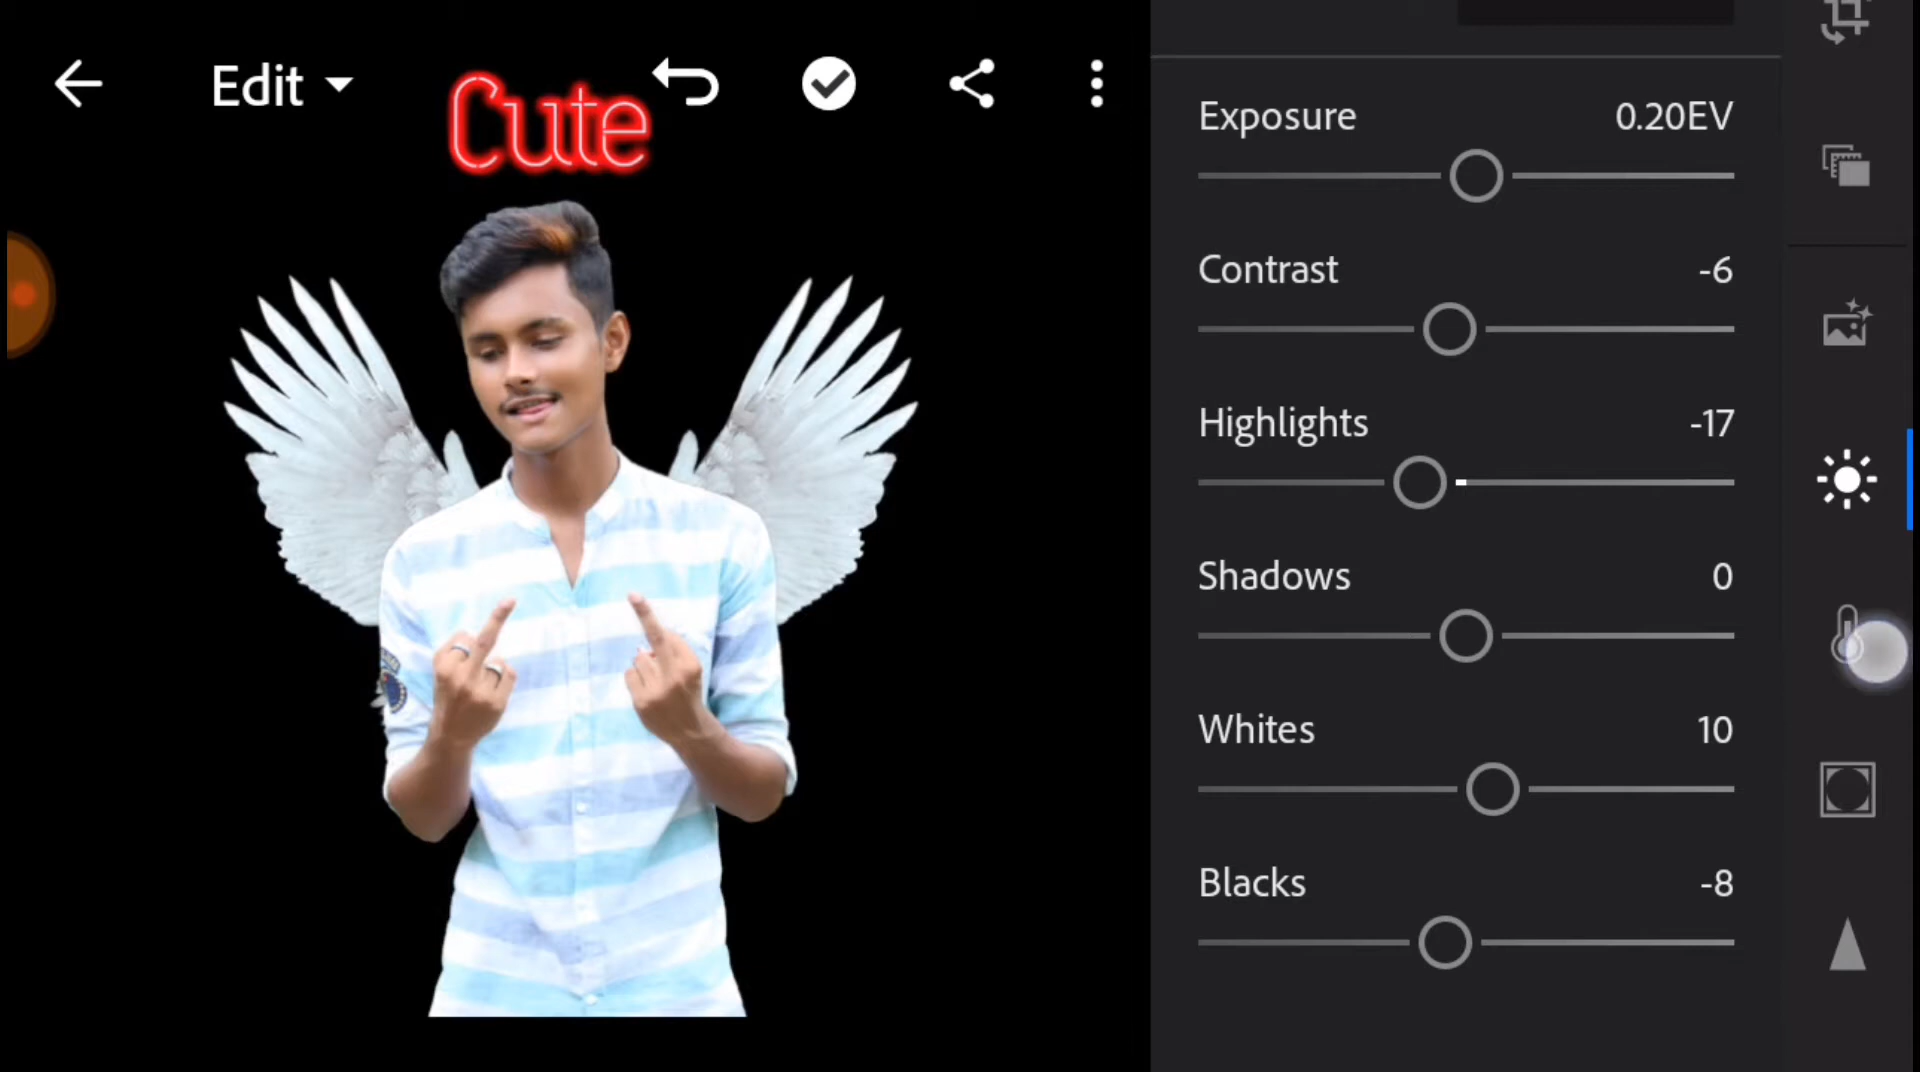 Edit
Cute
Exposure 0.20EV
Contrast -6
Highlights -17
Shadows 0
Whites 10
Blacks -8